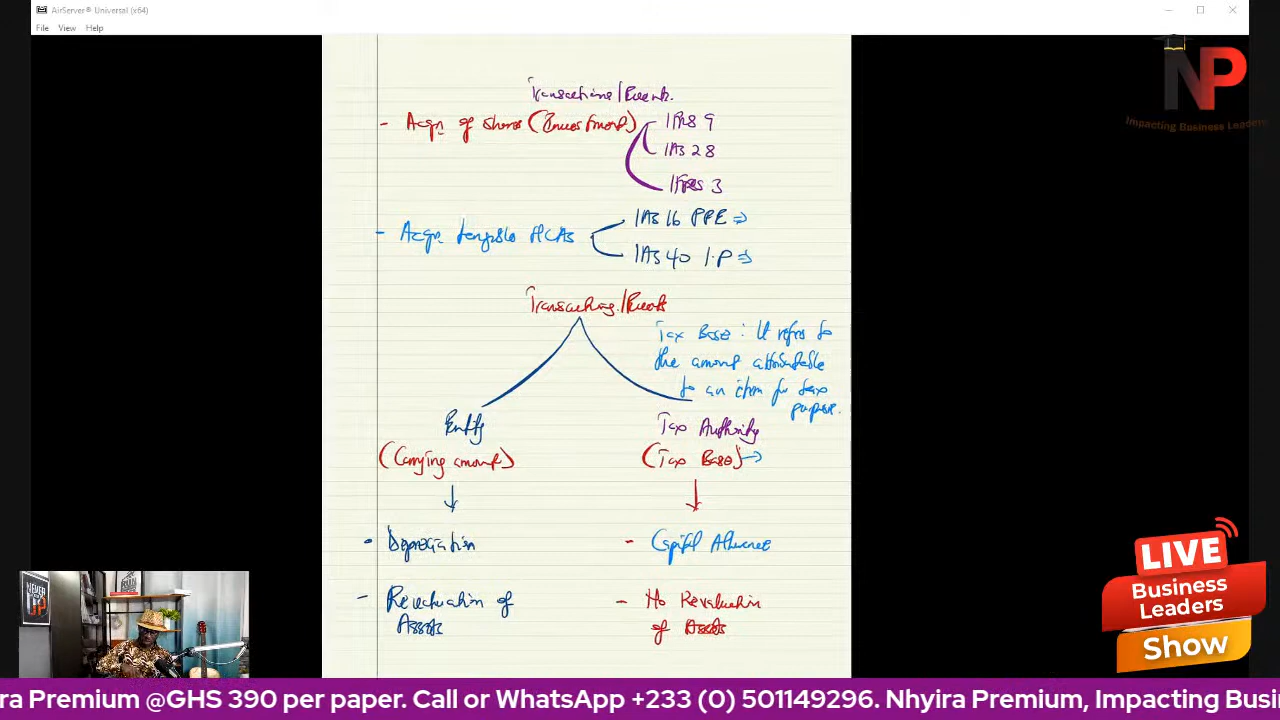 AirServer® Universal (x64)
File View Help
NP
Impacting Business Leaders
Transactions/Events.
- Acqn of shares (Investment)
IFRS 9
IAS 28
IFRS 3
- Acqn tangible NCAs
IAS 16 PPE ⇒
IAS 40 I.P ⇒
Transactions/Events
Tax Base : It refers to
the amount attributable
to an item for tax
purpose.
Entity
Tax Authority
(Carrying amount)
(Tax Base) →
• Depreciation
- Capital Allowance
- Revaluation of
Assets
- No Revaluation
of Assets
LIVE
Business
Leaders
Show
ira Premium @GHS 390 per paper. Call or WhatsApp +233 (0) 501149296. Nhyira Premium, Impacting Busi